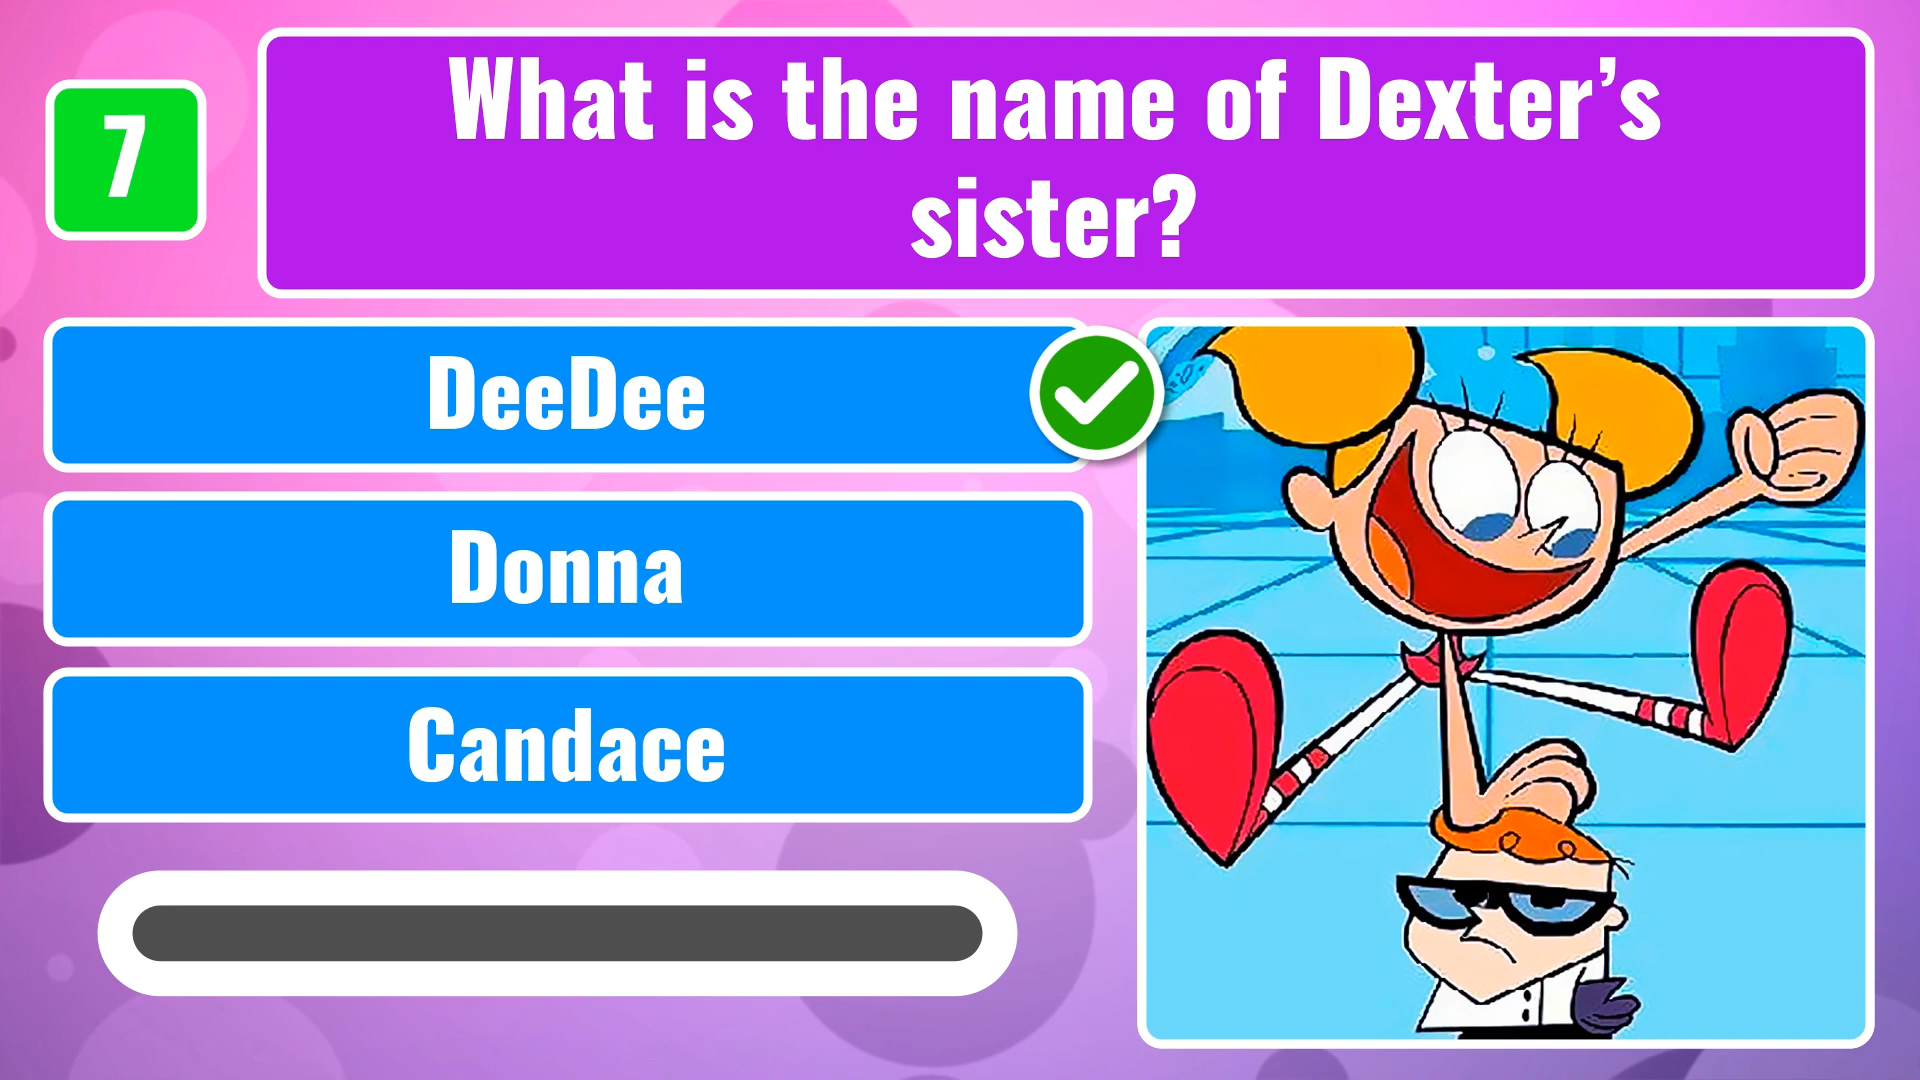 7
What is the name of Dexter’s
sister?
DeeDee
Donna
Candace